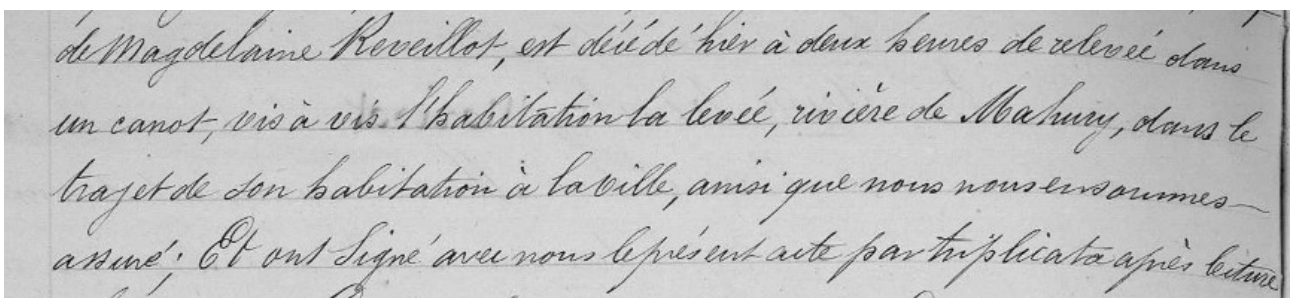 de Magdelaine Reveillot, est décédé hier à deux heures de relevée dans
un canot, vis à vis l'habitation la levée, rivière de Mahury, dans le
trajet de son habitation à la ville, ainsi que nous nous en sommes
assuré; Et ont Signé avec nous le présent acte par triplicata après lecture